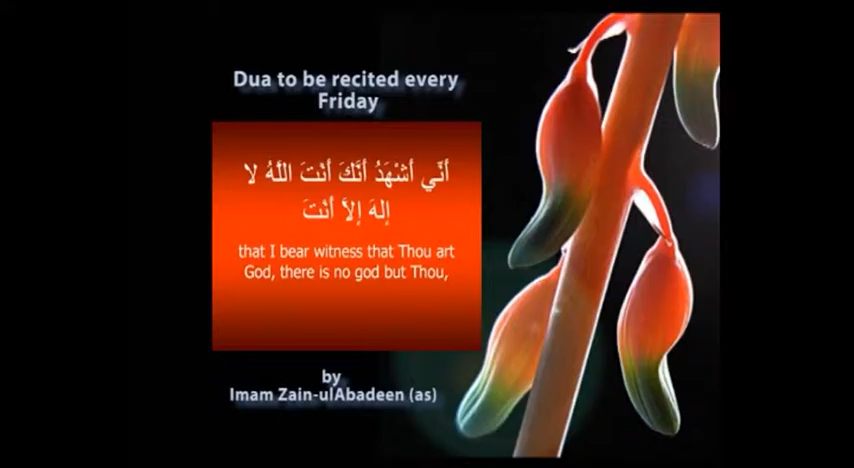 Dua to be recited every
Friday
أَنّي أَشْهَدُ أَنَّكَ أَنْتَ اللَّهُ لا
إِلهَ إِلاَّ أَنْتَ
that I bear witness that Thou art
God, there is no god but Thou,
by
Imam Zain-ulAbadeen (as)